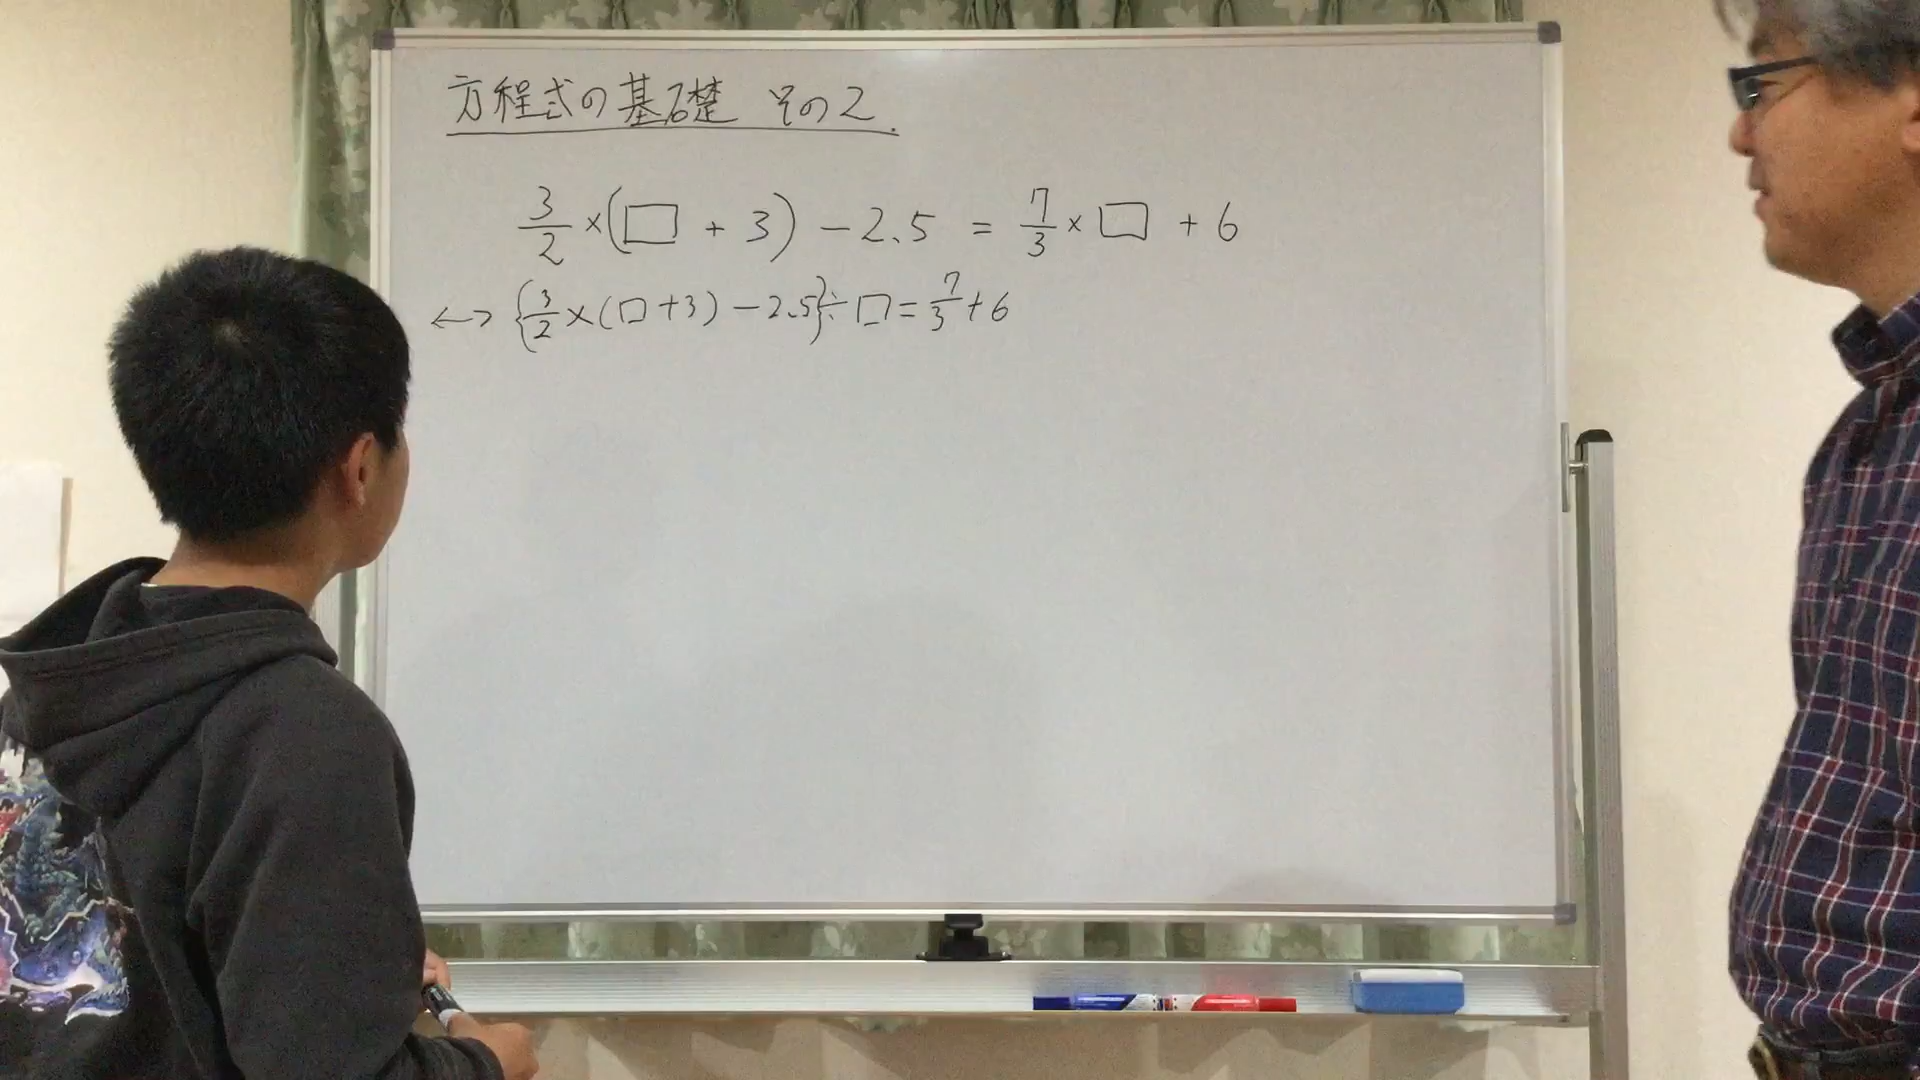 方程式の基礎 その2.
3/2 ×(□ + 3) − 2.5 = 7/3 × □ + 6
↔ {3/2 ×(□+3) − 2.5}÷□ = 7/3 + 6